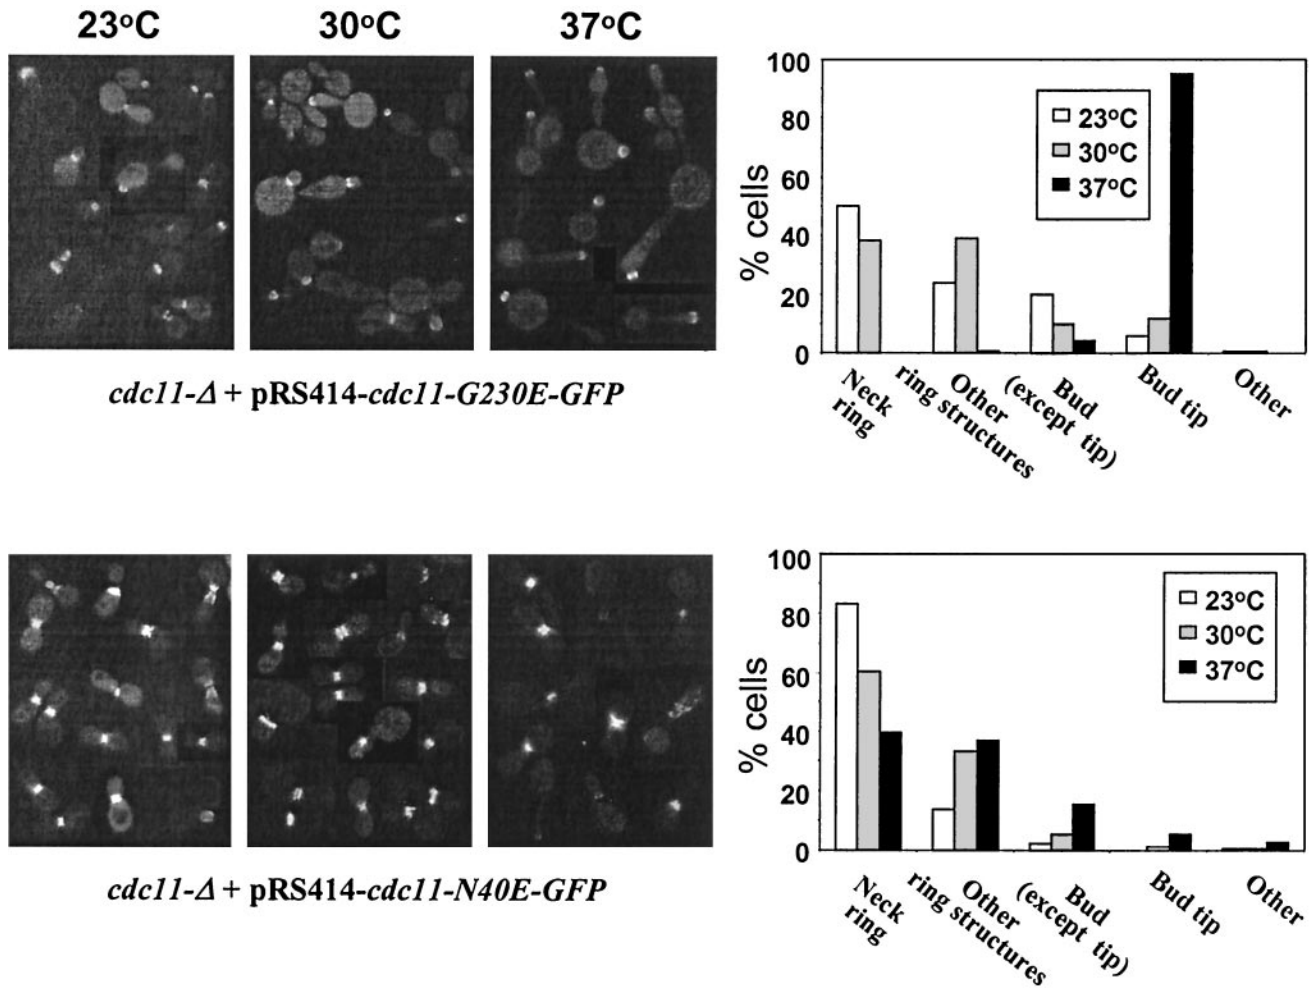 23°C 30°C 37°C
100
80
60
40
20
0
% cells
23°C
30°C
37°C
Neck
ring
Other
ring structures
Bud
(except tip)
Bud tip
Other
cdc11-Δ + pRS414-cdc11-G230E-GFP
100
80
60
40
20
0
% cells
23°C
30°C
37°C
Neck
ring
Other
ring structures
Bud
(except tip)
Bud tip
Other
cdc11-Δ + pRS414-cdc11-N40E-GFP